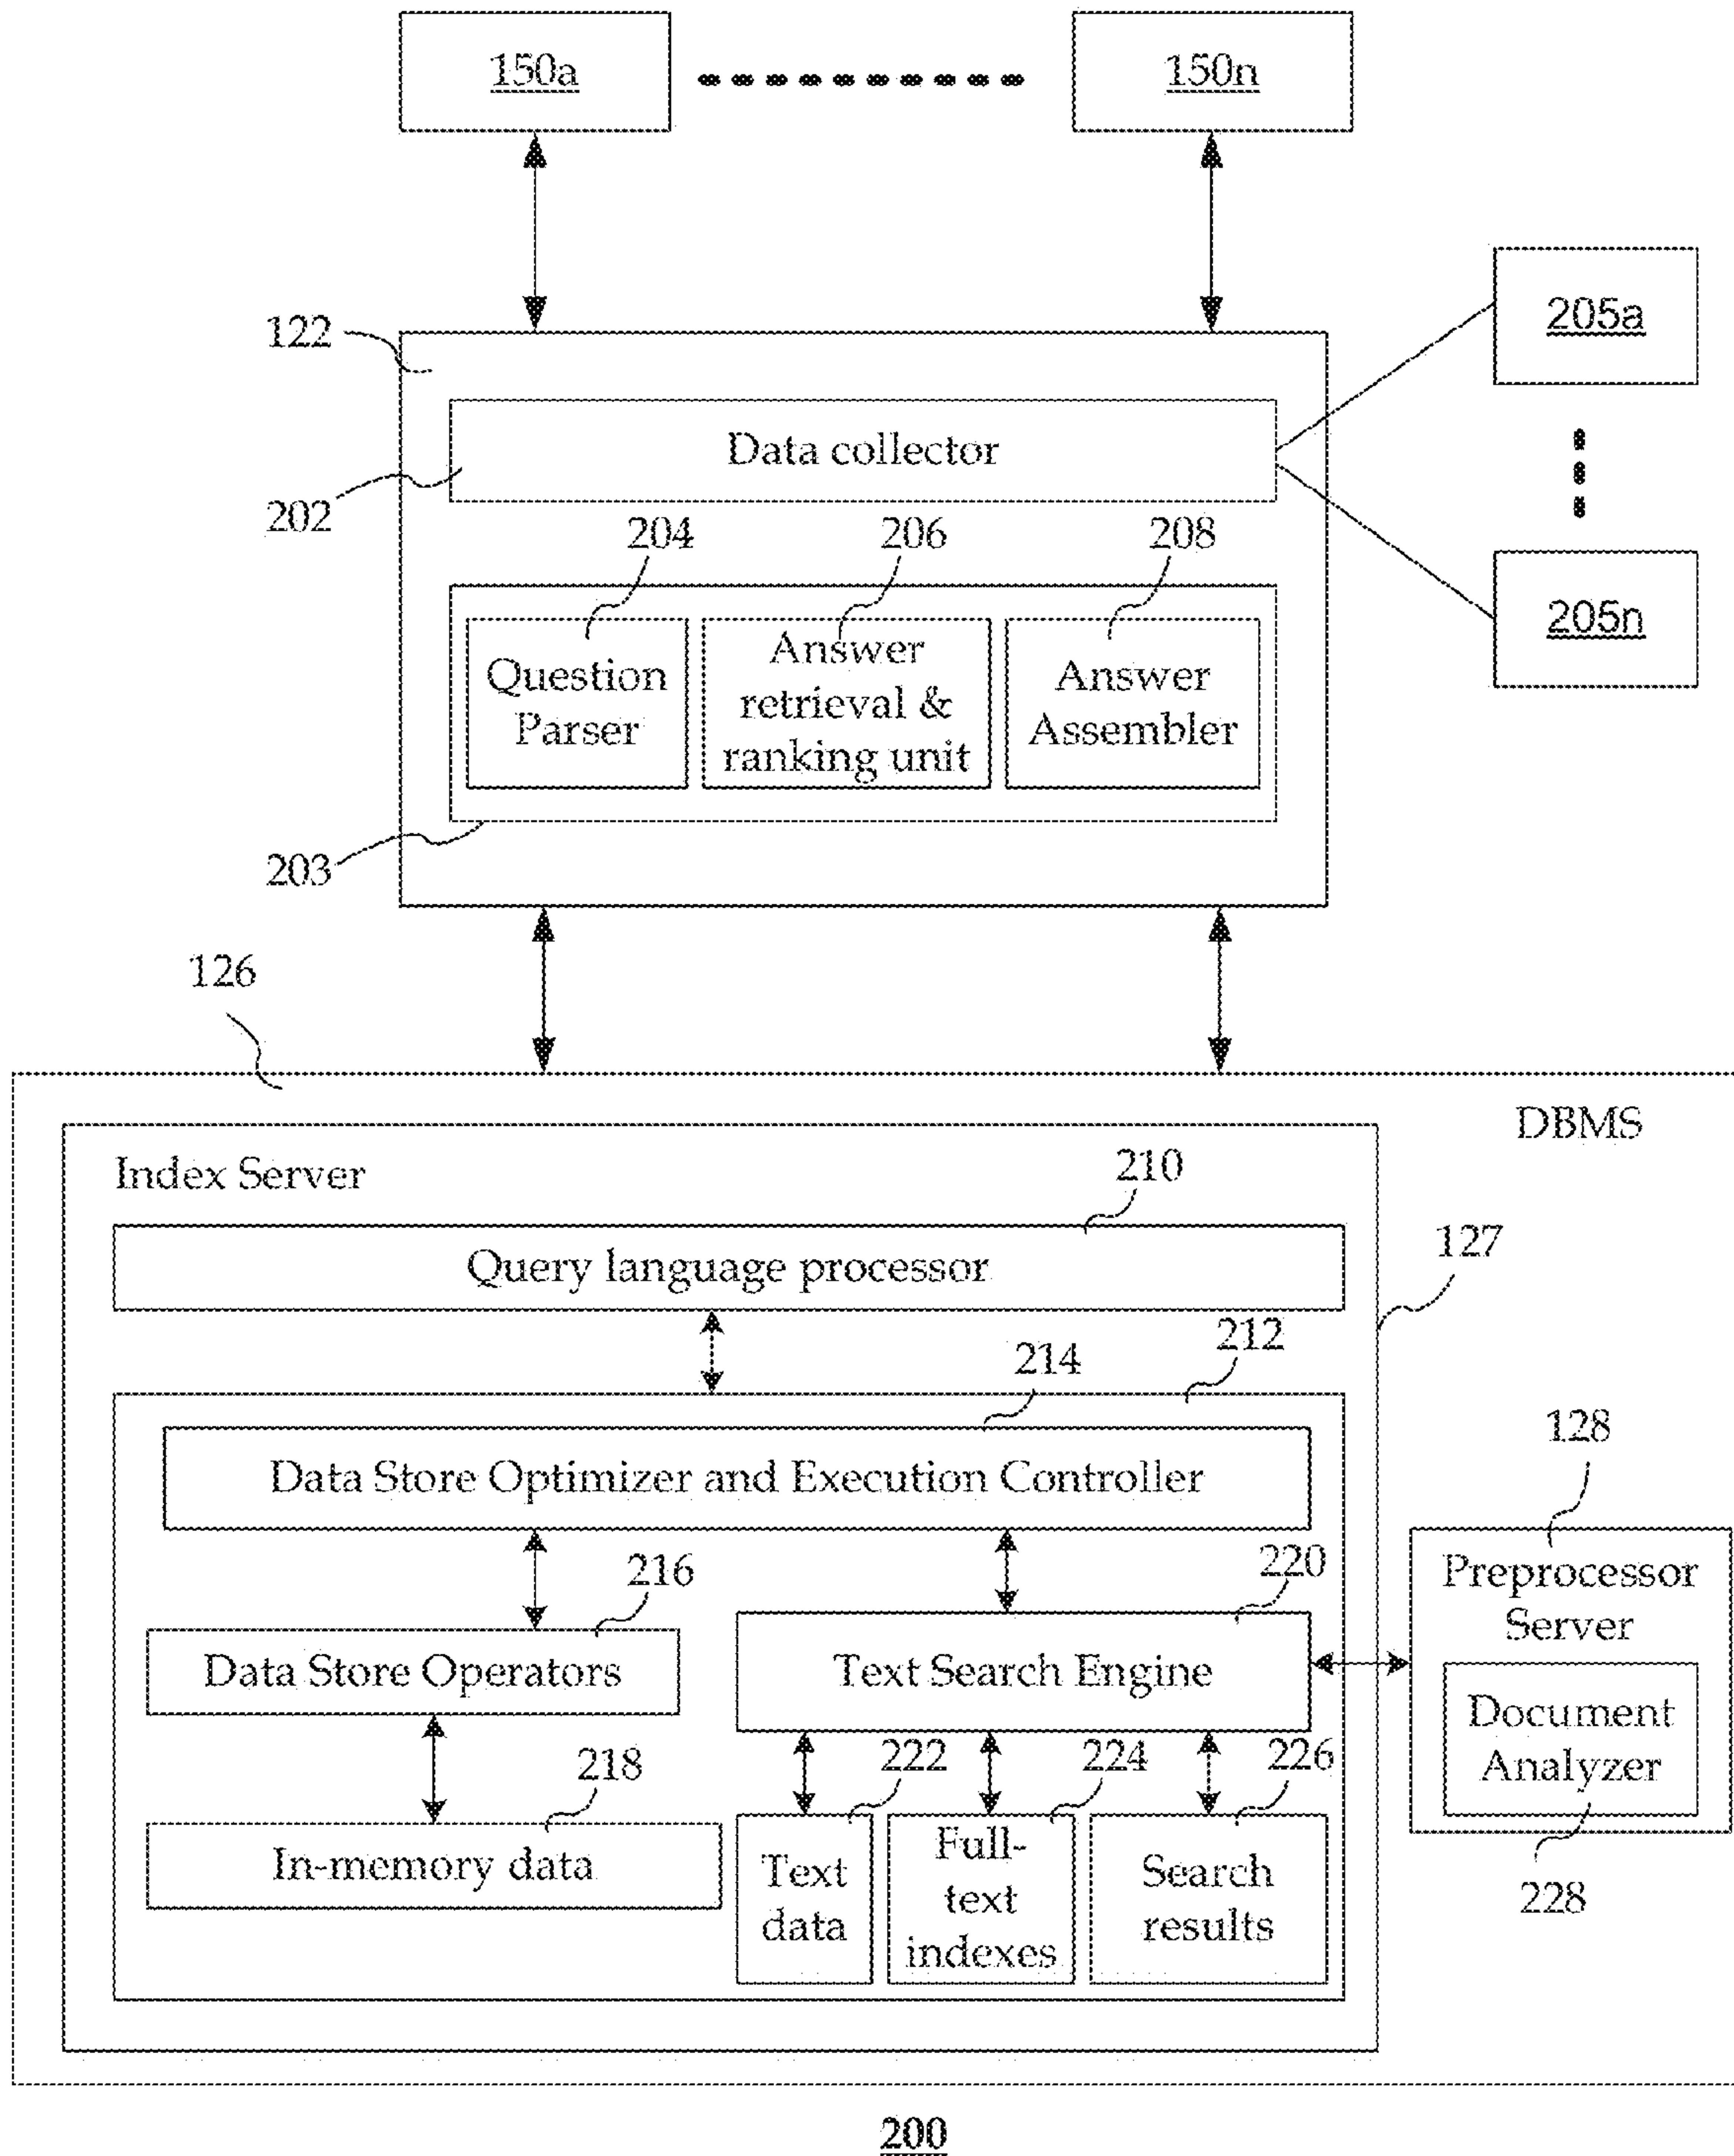 150a
150n
122
205a
Data collector
202
204
206
208
205n
Question
Parser
Answer
retrieval &
ranking unit
Answer
Assembler
203
126
DBMS
Index Server
210
Query language processor
127
212
214
Data Store Optimizer and Execution Controller
128
216
220
Preprocessor
Server
Data Store Operators
Text Search Engine
Document
Analyzer
222
224
226
218
228
In-memory data
Text
data
Full-
text
indexes
Search
results
200